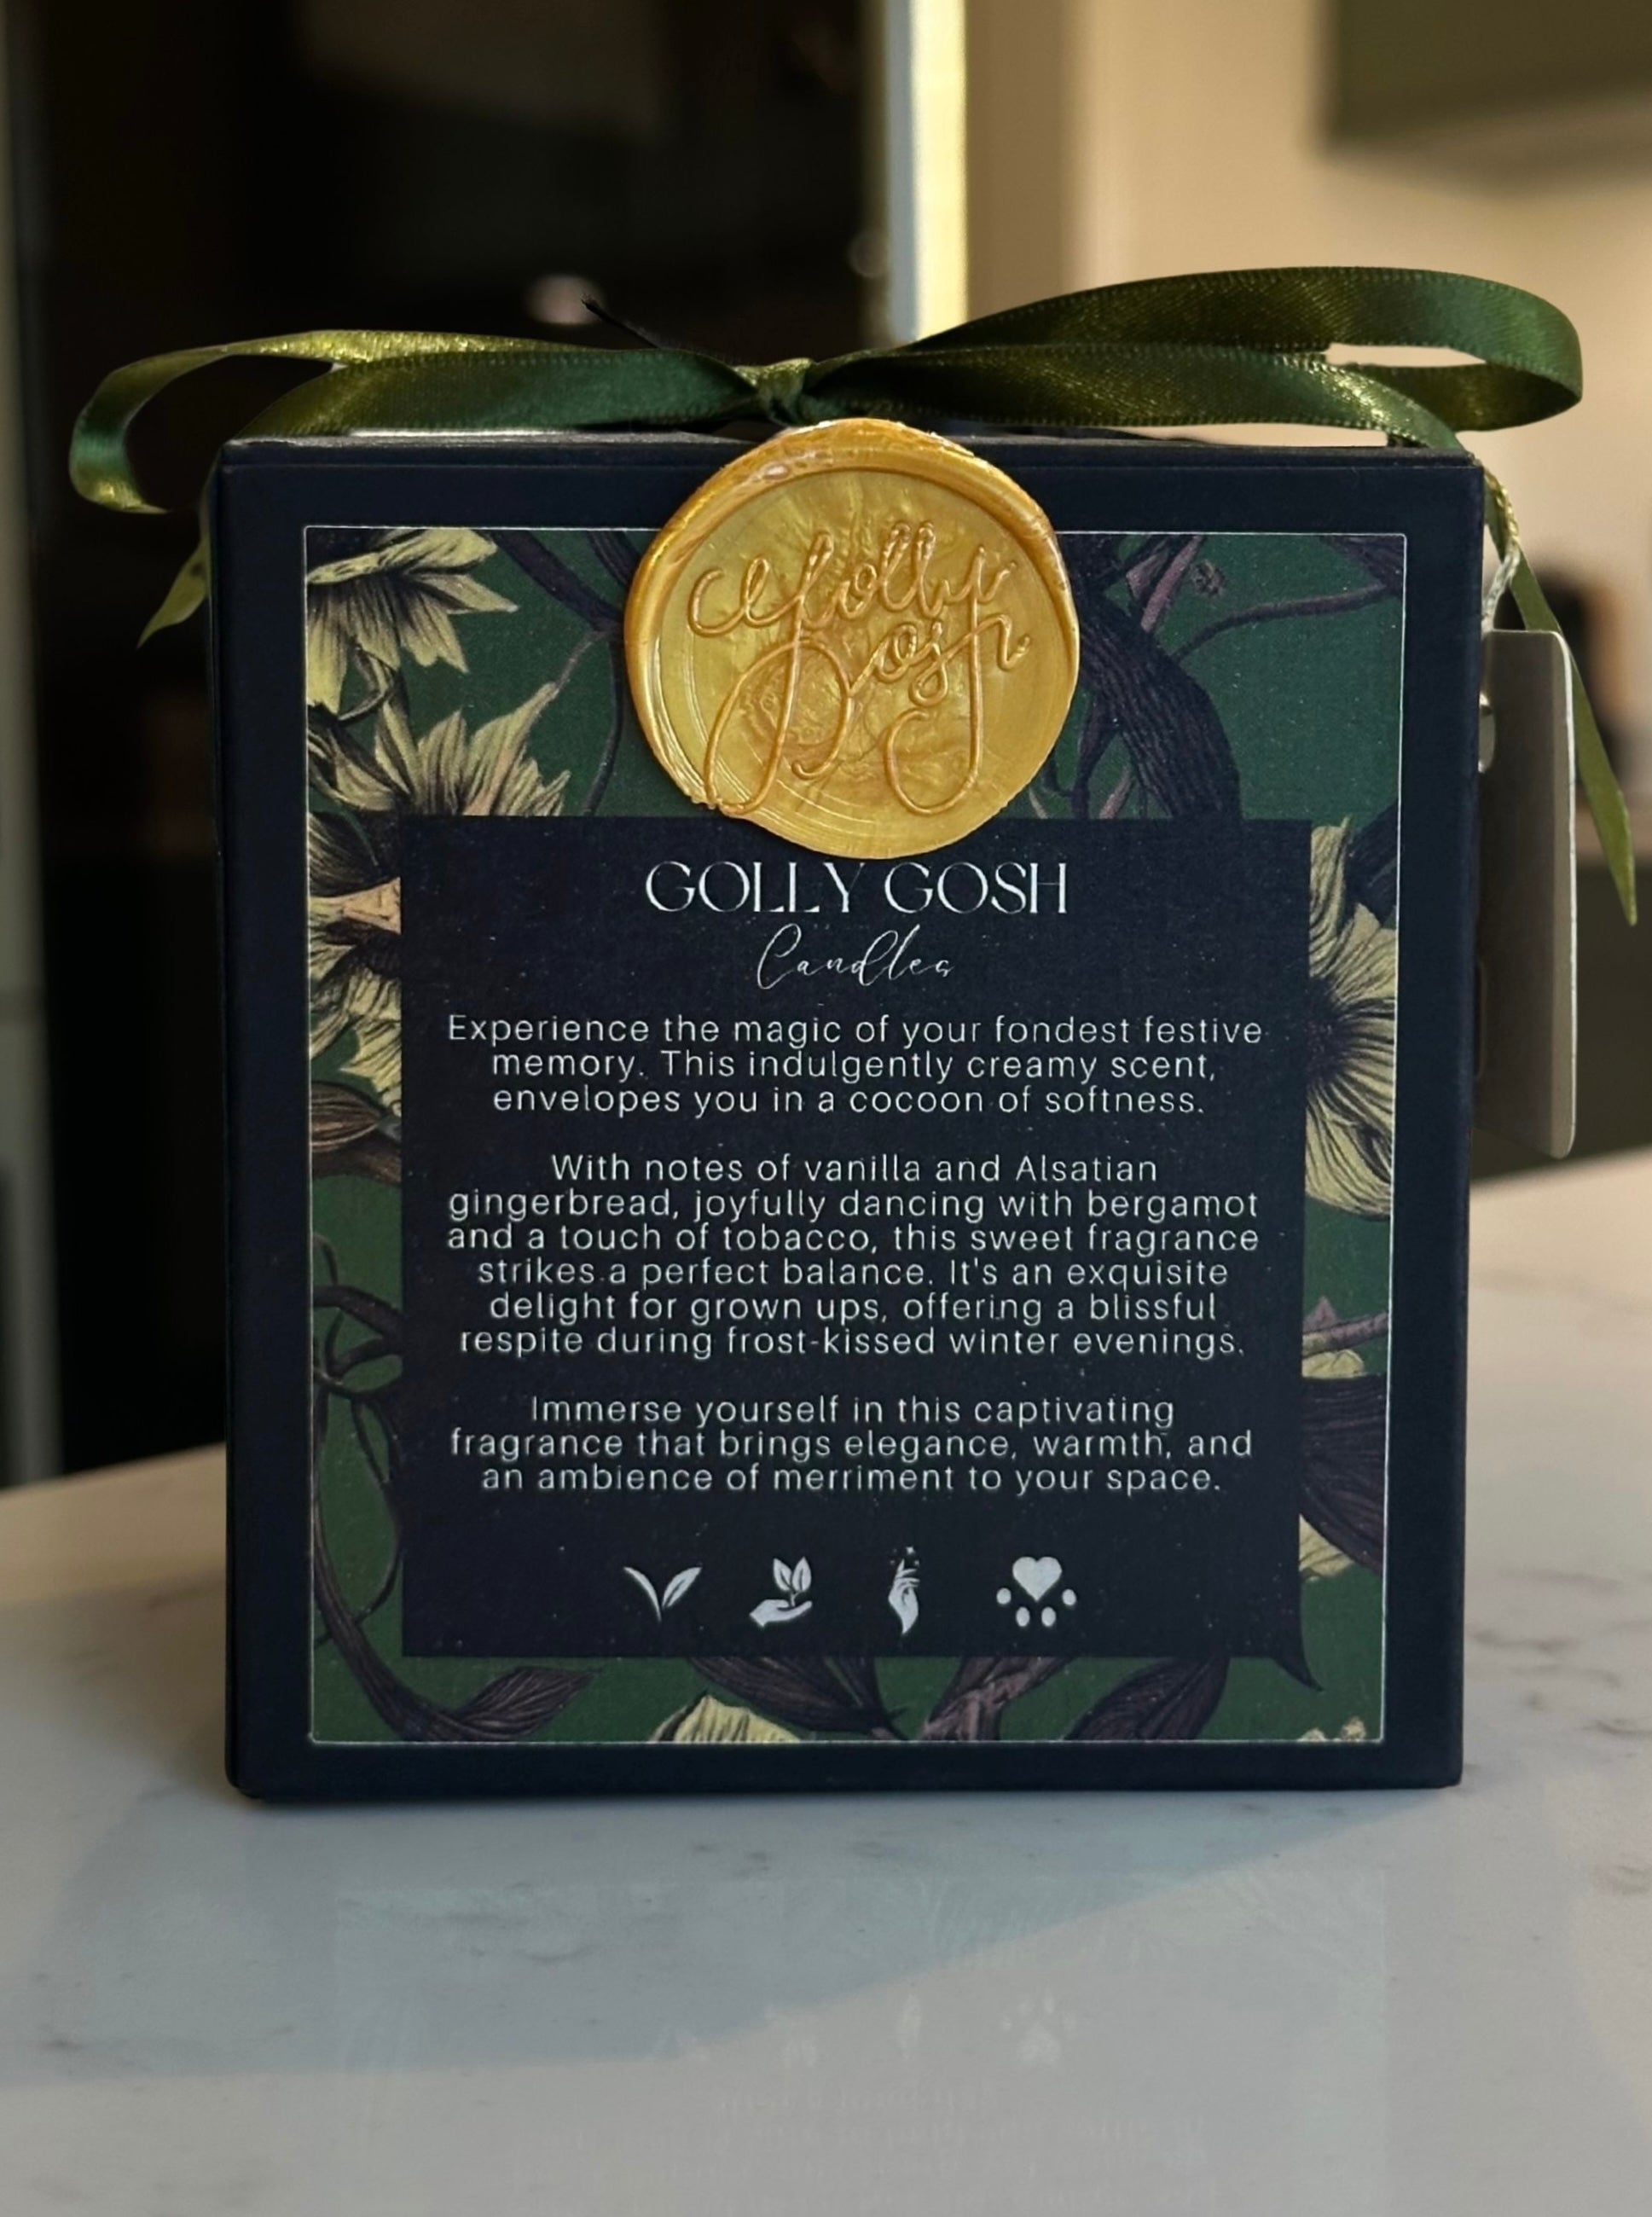 Golly
Gosh
GOLLY GOSH
Candles
Experience the magic of your fondest festive
memory. This indulgently creamy scent,
envelopes you in a cocoon of softness.
With notes of vanilla and Alsatian
gingerbread, joyfully dancing with bergamot
and a touch of tobacco, this sweet fragrance
strikes a perfect balance. It's an exquisite
delight for grown ups, offering a blissful
respite during frost-kissed winter evenings.
Immerse yourself in this captivating
fragrance that brings elegance, warmth, and
an ambience of merriment to your space.